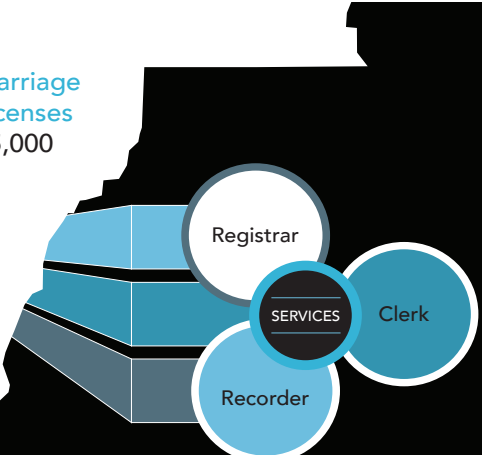 arriage
censes
,000
Registrar
SERVICES
Clerk
Recorder